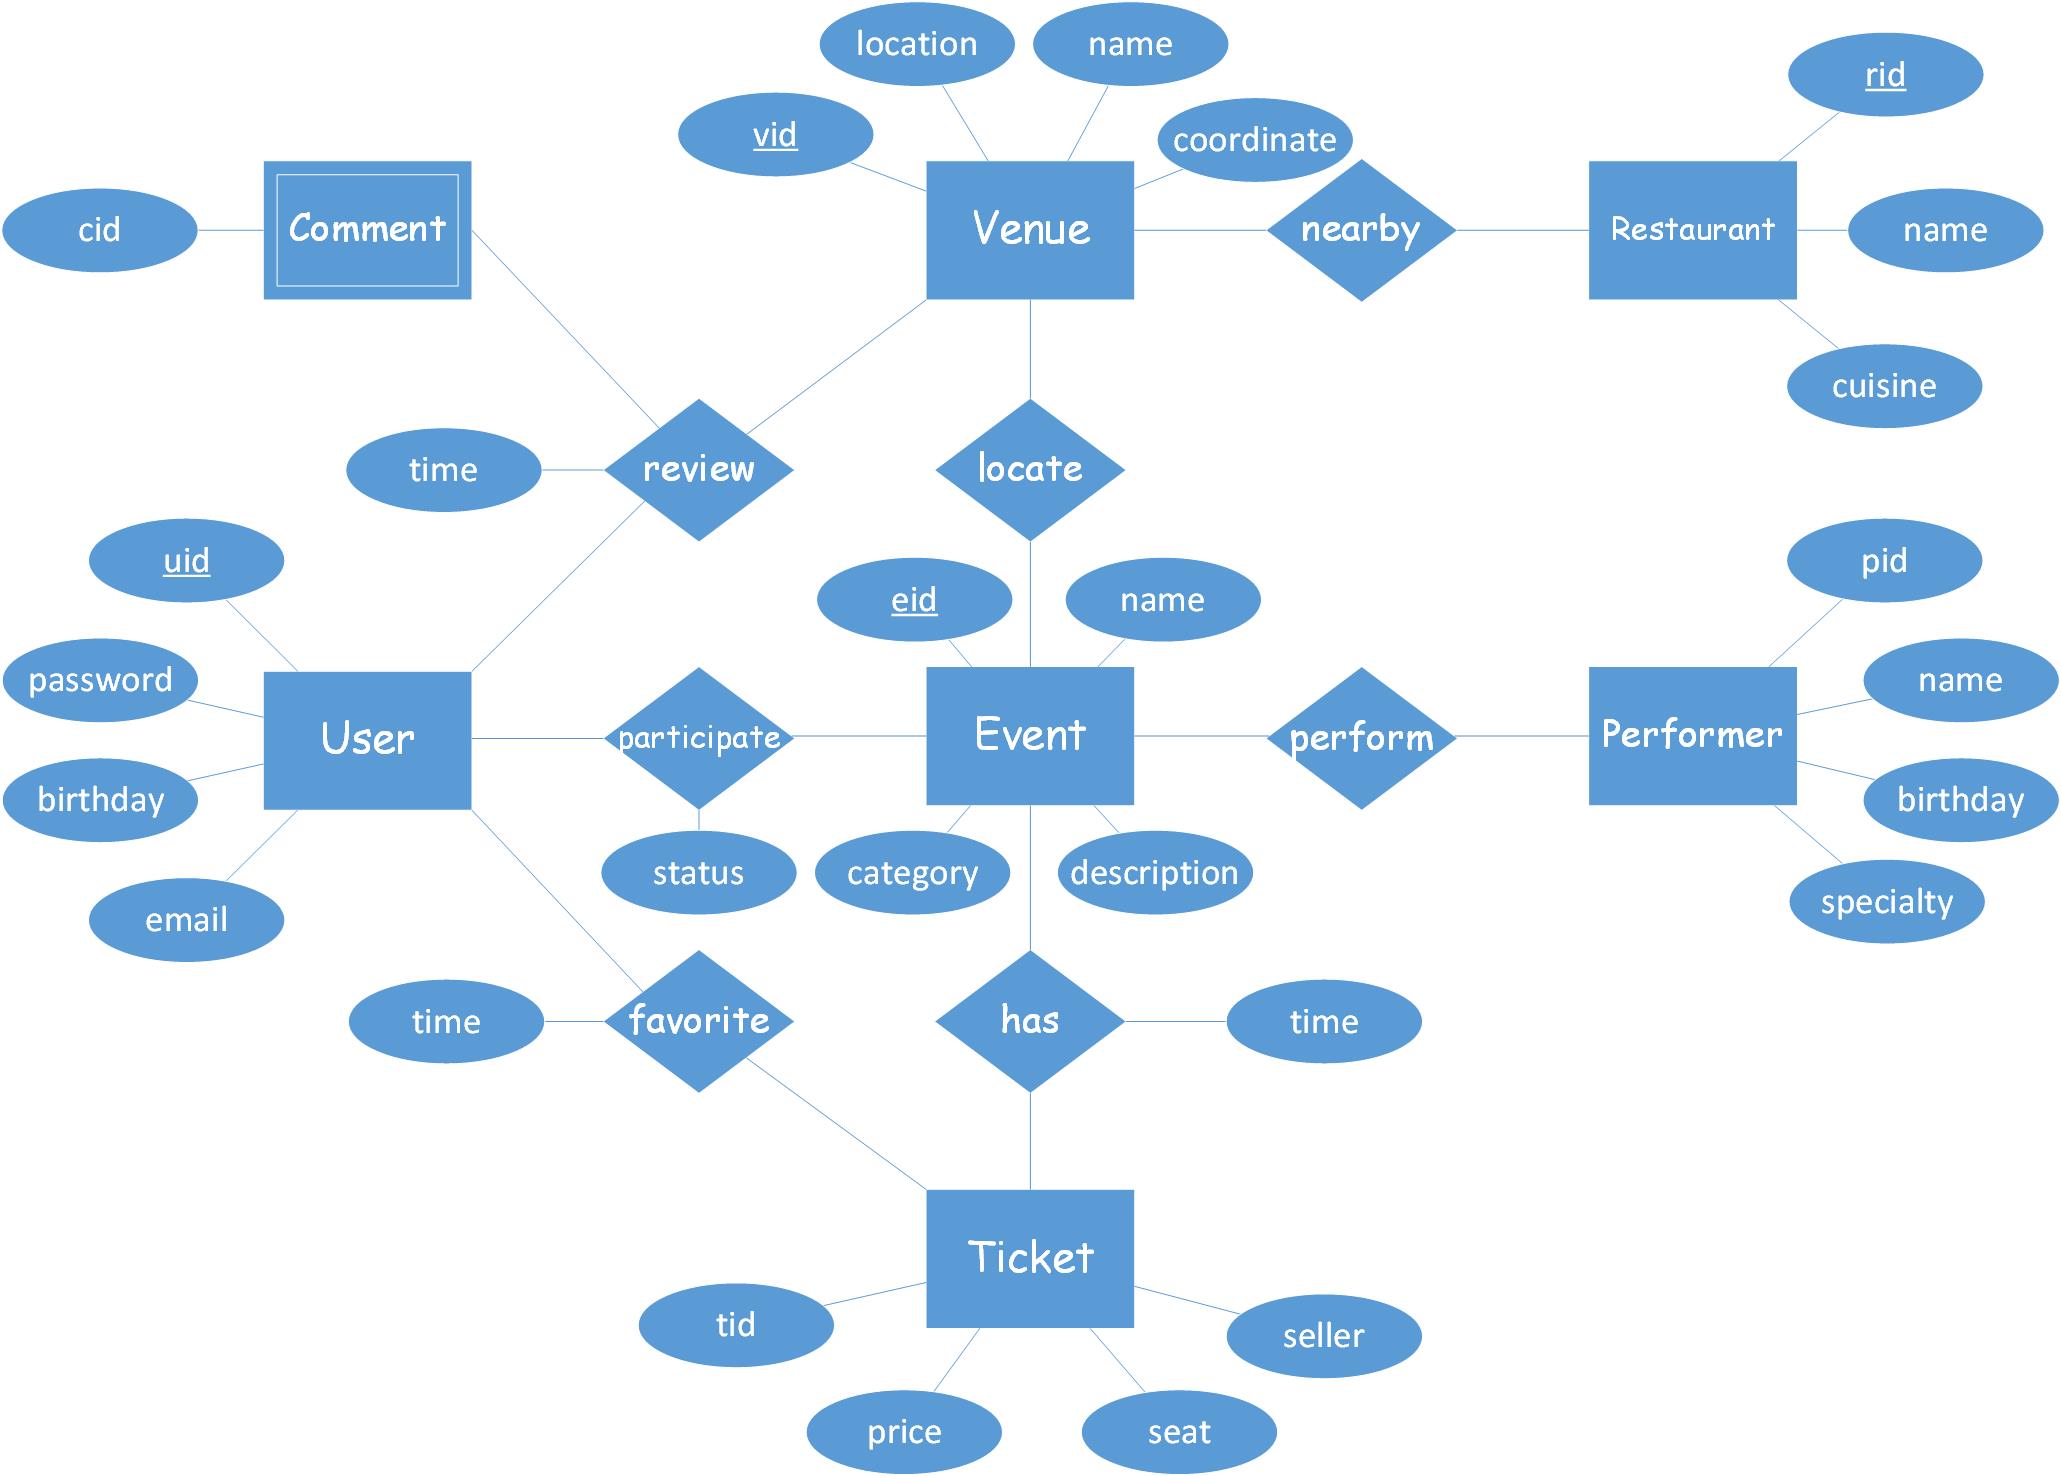 location
name
rid
vid
coordinate
cid
Comment
Venue
nearby
Restaurant
name
cuisine
time
review
locate
uid
eid
name
pid
password
name
User
participate
Event
perform
Performer
birthday
birthday
status
category
description
specialty
email
time
favorite
has
time
Ticket
tid
seller
price
seat